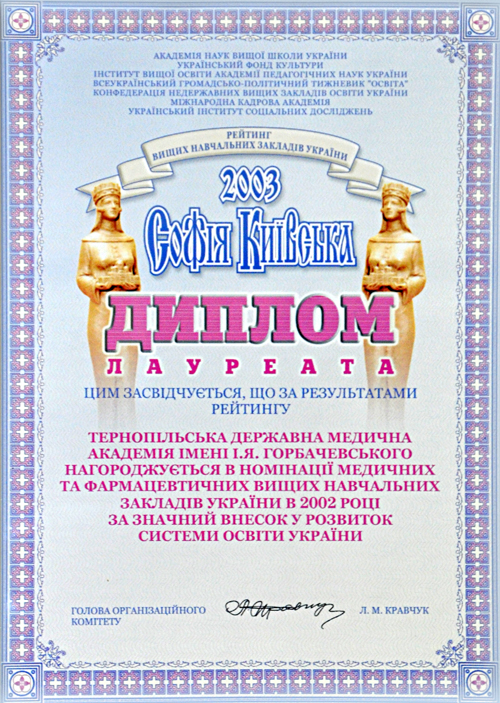 АКАДЕМІЯ НАУК ВИЩОЇ ШКОЛИ УКРАЇНИ
УКРАЇНСЬКИЙ ФОНД КУЛЬТУРИ
ІНСТИТУТ ВИЩОЇ ОСВІТИ АКАДЕМІЇ ПЕДАГОГІЧНИХ НАУК УКРАЇНИ
ВСЕУКРАЇНСЬКИЙ ГРОМАДСЬКО-ПОЛІТИЧНИЙ ТИЖНЕВИК "ОСВІТА"
КОНФЕДЕРАЦІЯ НЕДЕРЖАВНИХ ВИЩИХ ЗАКЛАДІВ ОСВІТИ УКРАЇНИ
МІЖНАРОДНА КАДРОВА АКАДЕМІЯ
УКРАЇНСЬКИЙ ІНСТИТУТ СОЦІАЛЬНИХ ДОСЛІДЖЕНЬ
РЕЙТИНГ
ВИЩИХ НАВЧАЛЬНИХ ЗАКЛАДІВ УКРАЇНИ
2003
СОФІЯ КИЇВСЬКА
ДИПЛОМ
ЛАУРЕАТА
ЦИМ ЗАСВІДЧУЄТЬСЯ, ЩО ЗА РЕЗУЛЬТАТАМИ
РЕЙТИНГУ
ТЕРНОПІЛЬСЬКА ДЕРЖАВНА МЕДИЧНА
АКАДЕМІЯ ІМЕНІ І.Я. ГОРБАЧЕВСЬКОГО
НАГОРОДЖУЄТЬСЯ В НОМІНАЦІЇ МЕДИЧНИХ
ТА ФАРМАЦЕВТИЧНИХ ВИЩИХ НАВЧАЛЬНИХ
ЗАКЛАДІВ УКРАЇНИ В 2002 РОЦІ
ЗА ЗНАЧНИЙ ВНЕСОК У РОЗВИТОК
СИСТЕМИ ОСВІТИ УКРАЇНИ
ГОЛОВА ОРГАНІЗАЦІЙНОГО
КОМІТЕТУ
Л. М. КРАВЧУК